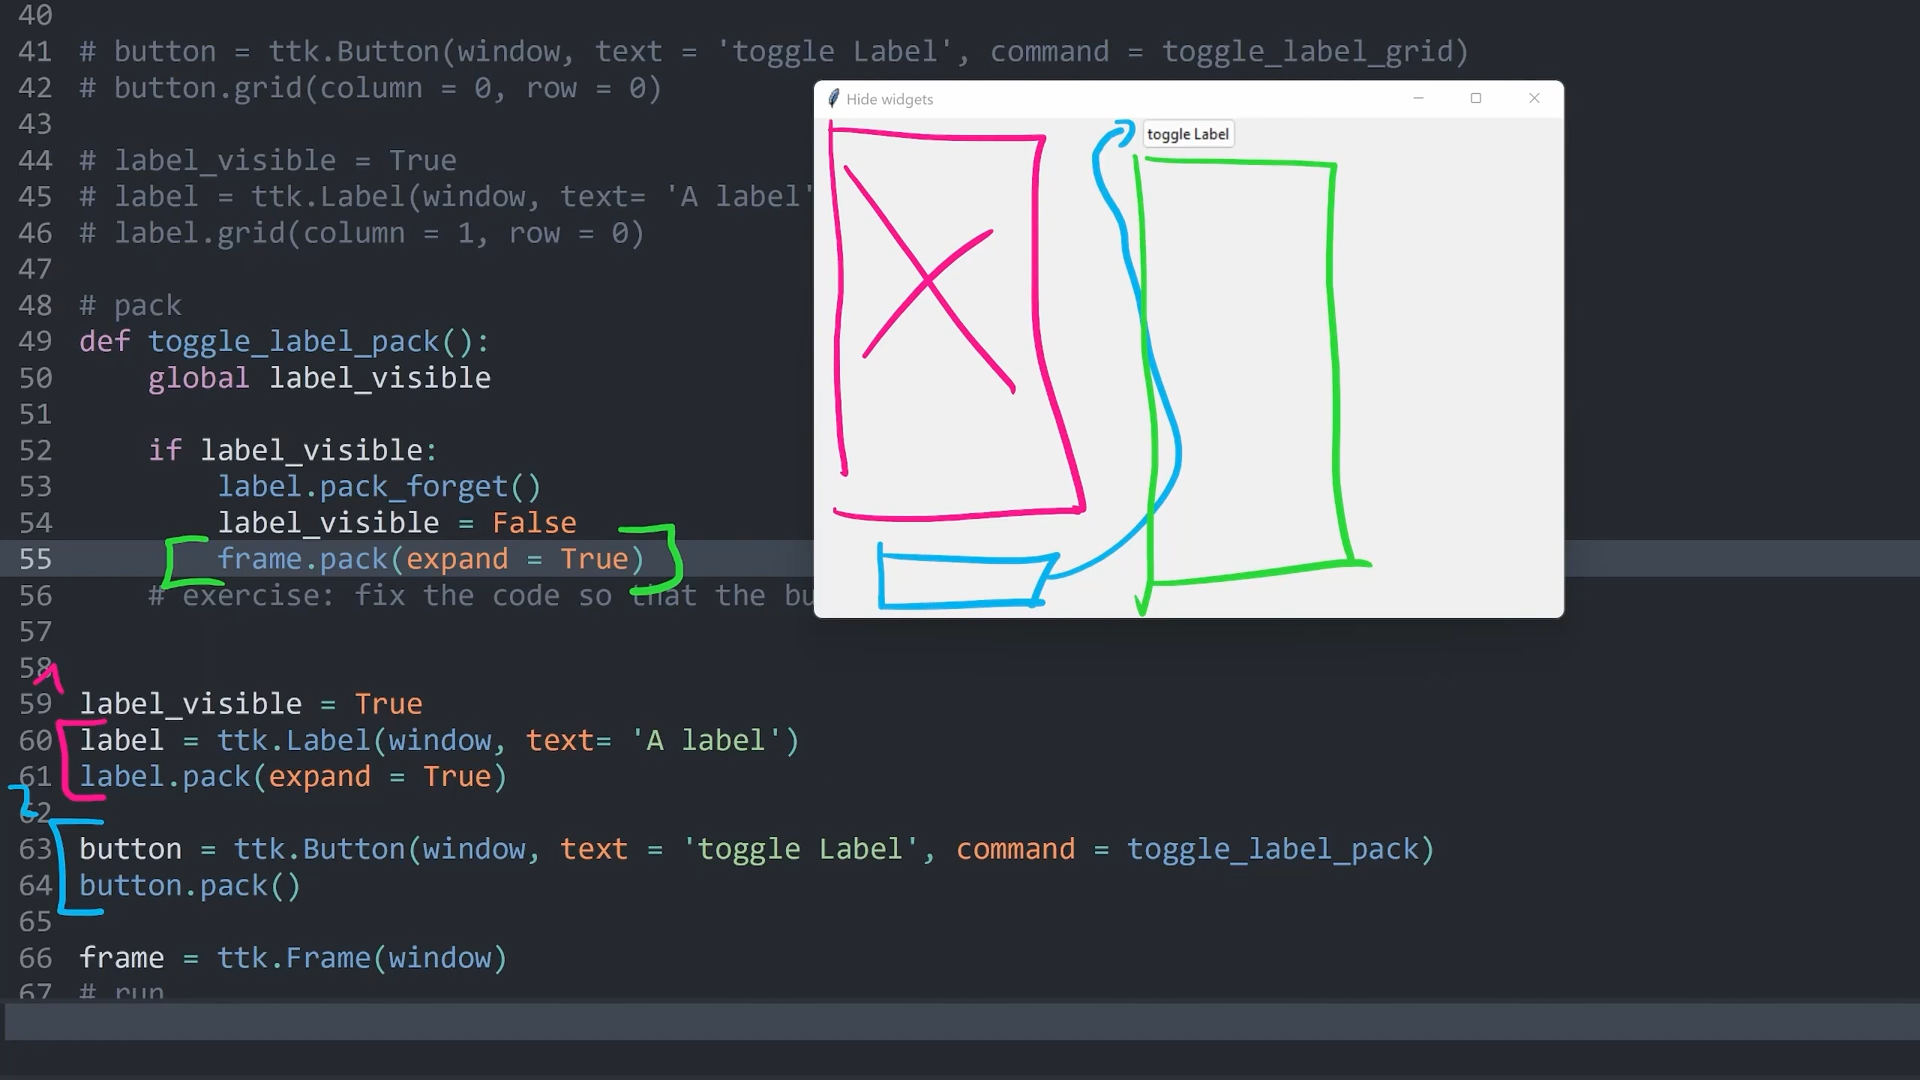 40
41 # button = ttk.Button(window, text = 'toggle Label', command = toggle_label_grid)
42 # button.grid(column = 0, row = 0)
43
44 # label_visible = True
45 # label = ttk.Label(window, text= 'A label'
46 # label.grid(column = 1, row = 0)
47
48 # pack
49 def toggle_label_pack():
50 global label_visible
51
52 if label_visible:
53 label.pack_forget()
54 label_visible = False
55 frame.pack(expand = True)
56 # exercise: fix the code so that the bu
57
58
59 label_visible = True
60 label = ttk.Label(window, text= 'A label')
61 label.pack(expand = True)
62
63 button = ttk.Button(window, text = 'toggle Label', command = toggle_label_pack)
64 button.pack()
65
66 frame = ttk.Frame(window)
67 # run
Hide widgets
toggle Label
1
2